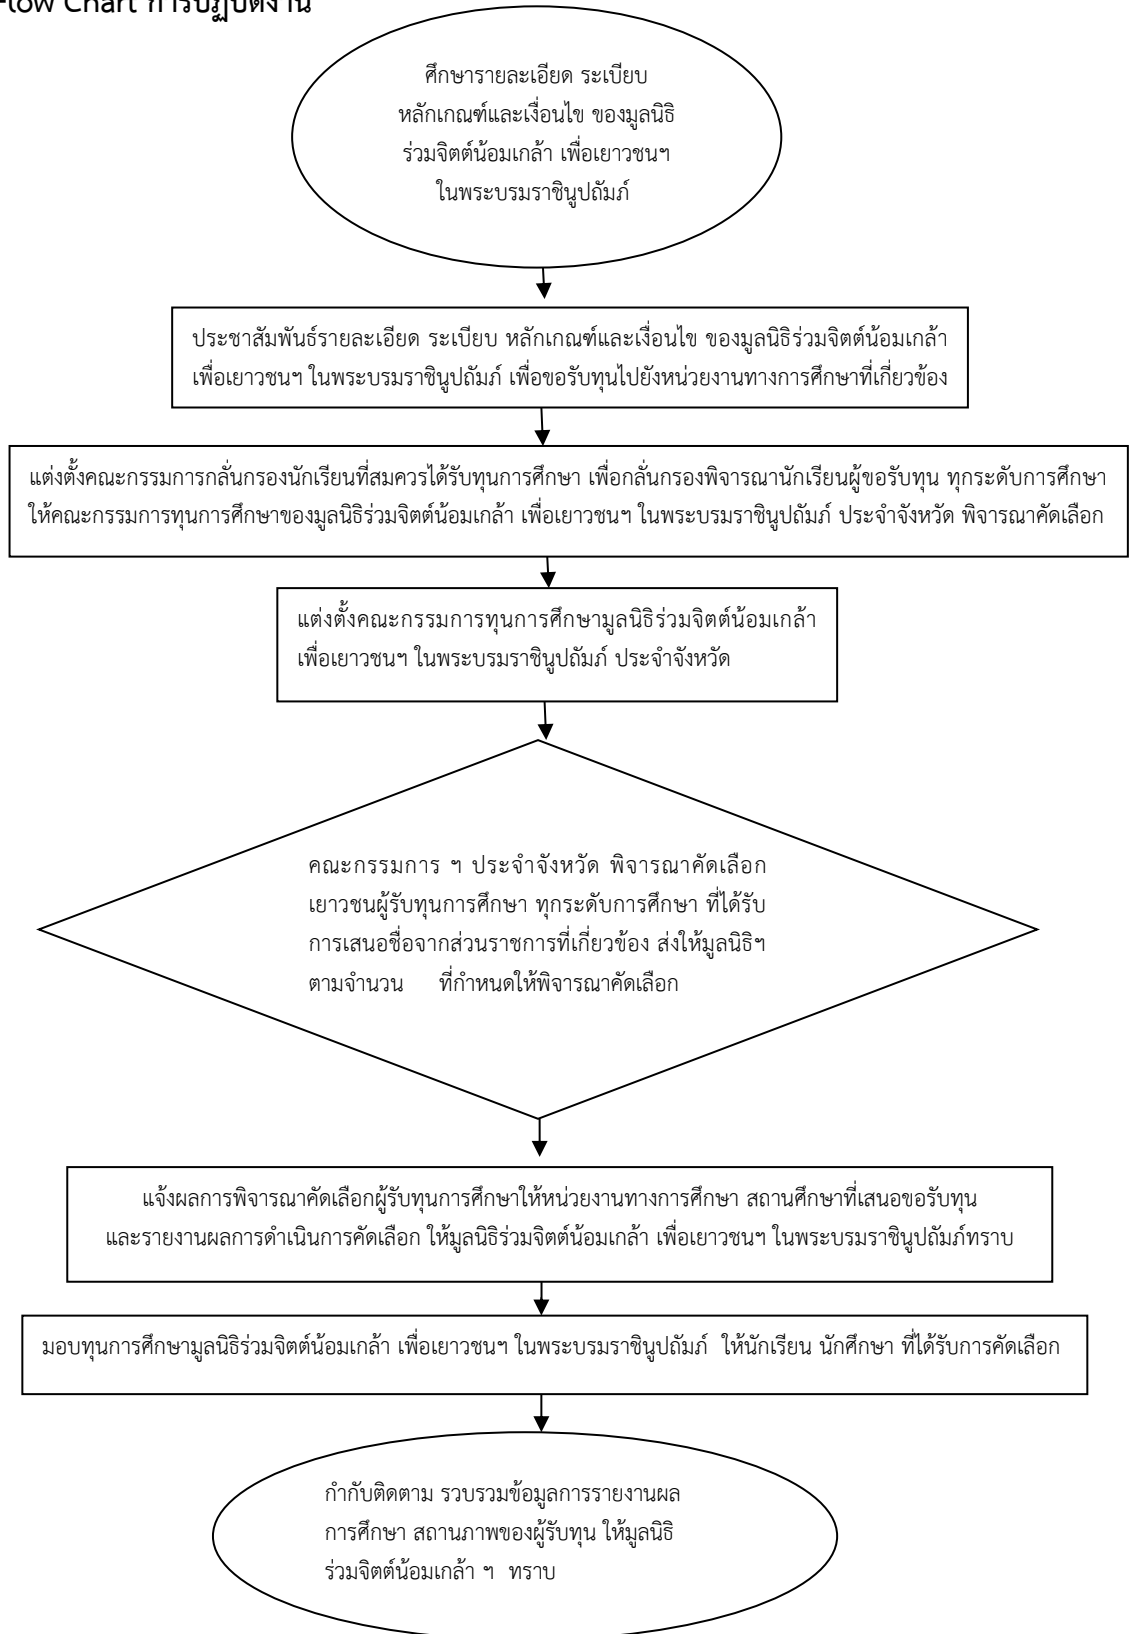 Flow Chart การปฏิบัติงาน
ศึกษารายละเอียด ระเบียบ
หลักเกณฑ์และเงื่อนไข ของมูลนิธิ
ร่วมจิตต์น้อมเกล้า เพื่อเยาวชนฯ
ในพระบรมราชินูปถัมภ์
ประชาสัมพันธ์รายละเอียด ระเบียบ หลักเกณฑ์และเงื่อนไข ของมูลนิธิร่วมจิตต์น้อมเกล้า
เพื่อเยาวชนฯ ในพระบรมราชินูปถัมภ์ เพื่อขอรับทุนไปยังหน่วยงานทางการศึกษาที่เกี่ยวข้อง
แต่งตั้งคณะกรรมการกลั่นกรองนักเรียนที่สมควรได้รับทุนการศึกษา เพื่อกลั่นกรองพิจารณานักเรียนผู้ขอรับทุน ทุกระดับการศึกษา
ให้คณะกรรมการทุนการศึกษาของมูลนิธิร่วมจิตต์น้อมเกล้า เพื่อเยาวชนฯ ในพระบรมราชินูปถัมภ์ ประจำจังหวัด พิจารณาคัดเลือก
แต่งตั้งคณะกรรมการทุนการศึกษามูลนิธิร่วมจิตต์น้อมเกล้า
เพื่อเยาวชนฯ ในพระบรมราชินูปถัมภ์ ประจำจังหวัด
คณะกรรมการ ฯ ประจำจังหวัด พิจารณาคัดเลือก
เยาวชนผู้รับทุนการศึกษา ทุกระดับการศึกษา ที่ได้รับ
การเสนอชื่อจากส่วนราชการที่เกี่ยวข้อง ส่งให้มูลนิธิฯ
ตามจำนวน ที่กำหนดให้พิจารณาคัดเลือก
แจ้งผลการพิจารณาคัดเลือกผู้รับทุนการศึกษาให้หน่วยงานทางการศึกษา สถานศึกษาที่เสนอขอรับทุน
และรายงานผลการดำเนินการคัดเลือก ให้มูลนิธิร่วมจิตต์น้อมเกล้า เพื่อเยาวชนฯ ในพระบรมราชินูปถัมภ์ทราบ
มอบทุนการศึกษามูลนิธิร่วมจิตต์น้อมเกล้า เพื่อเยาวชนฯ ในพระบรมราชินูปถัมภ์ ให้นักเรียน นักศึกษา ที่ได้รับการคัดเลือก
กำกับติดตาม รวบรวมข้อมูลการรายงานผล
การศึกษา สถานภาพของผู้รับทุน ให้มูลนิธิ
ร่วมจิตต์น้อมเกล้า ฯ ทราบ